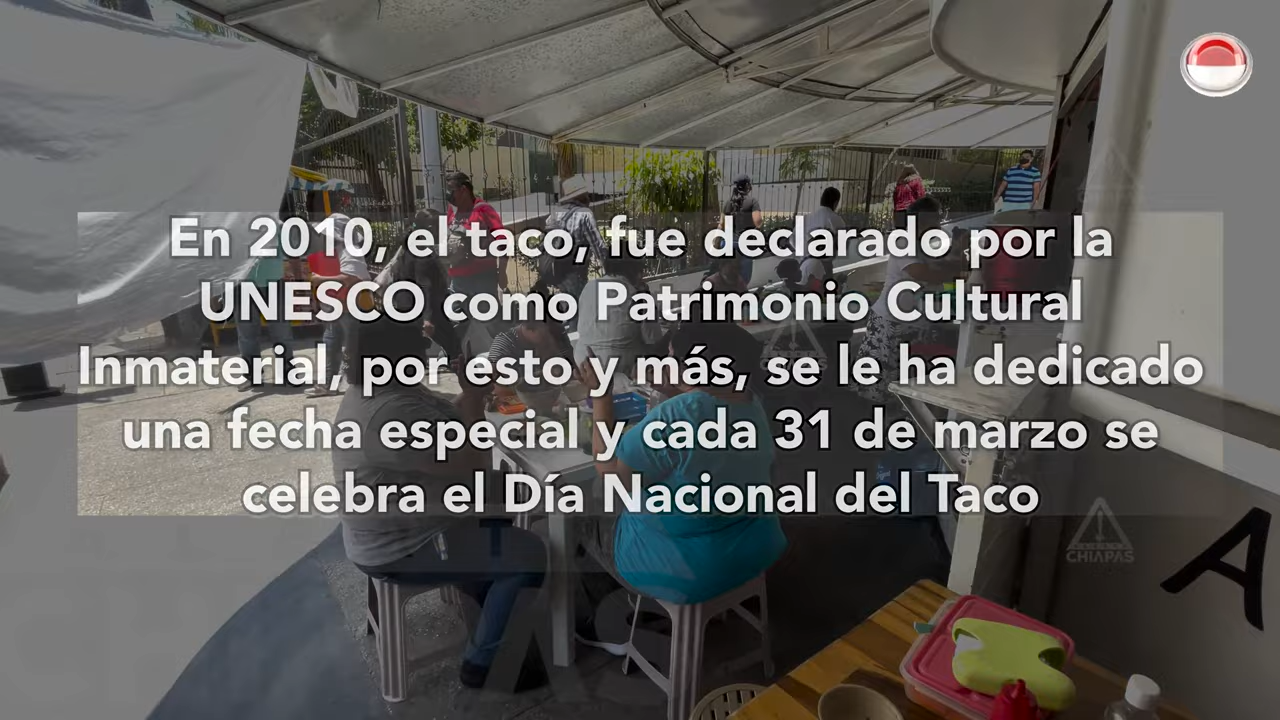 En 2010, el taco, fue declarado por la
UNESCO como Patrimonio Cultural
Inmaterial, por esto y más, se le ha dedicado
una fecha especial y cada 31 de marzo se
celebra el Día Nacional del Taco
CHIAPAS
A